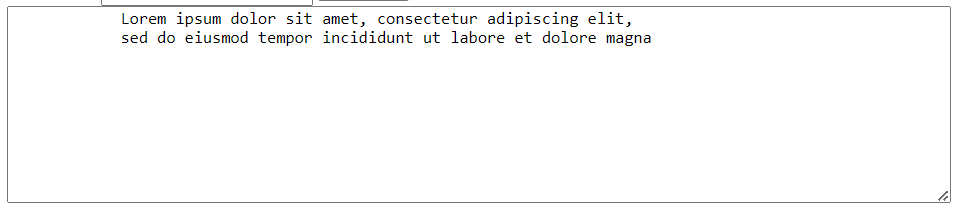 Lorem ipsum dolor sit amet, consectetur adipiscing elit,
sed do eiusmod tempor incididunt ut labore et dolore magna